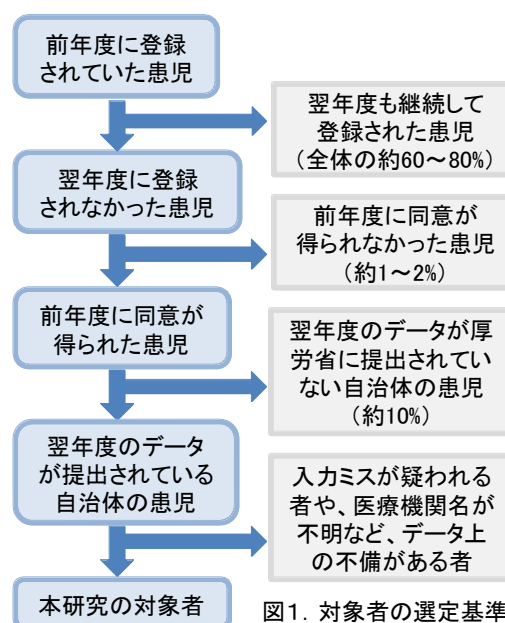 前年度に登録
されていた患児
翌年度も継続して
登録された患児
(全体の約60～80%)
翌年度に登録
されなかった患児
前年度に同意が
得られなかった患児
(約1～2%)
前年度に同意が
得られた患児
翌年度のデータが厚
労省に提出されてい
ない自治体の患児
(約10%)
翌年度のデータ
が提出されている
自治体の患児
入力ミスが疑われる
者や、医療機関名が
不明など、データ上
の不備がある者
本研究の対象者
図1．対象者の選定基準